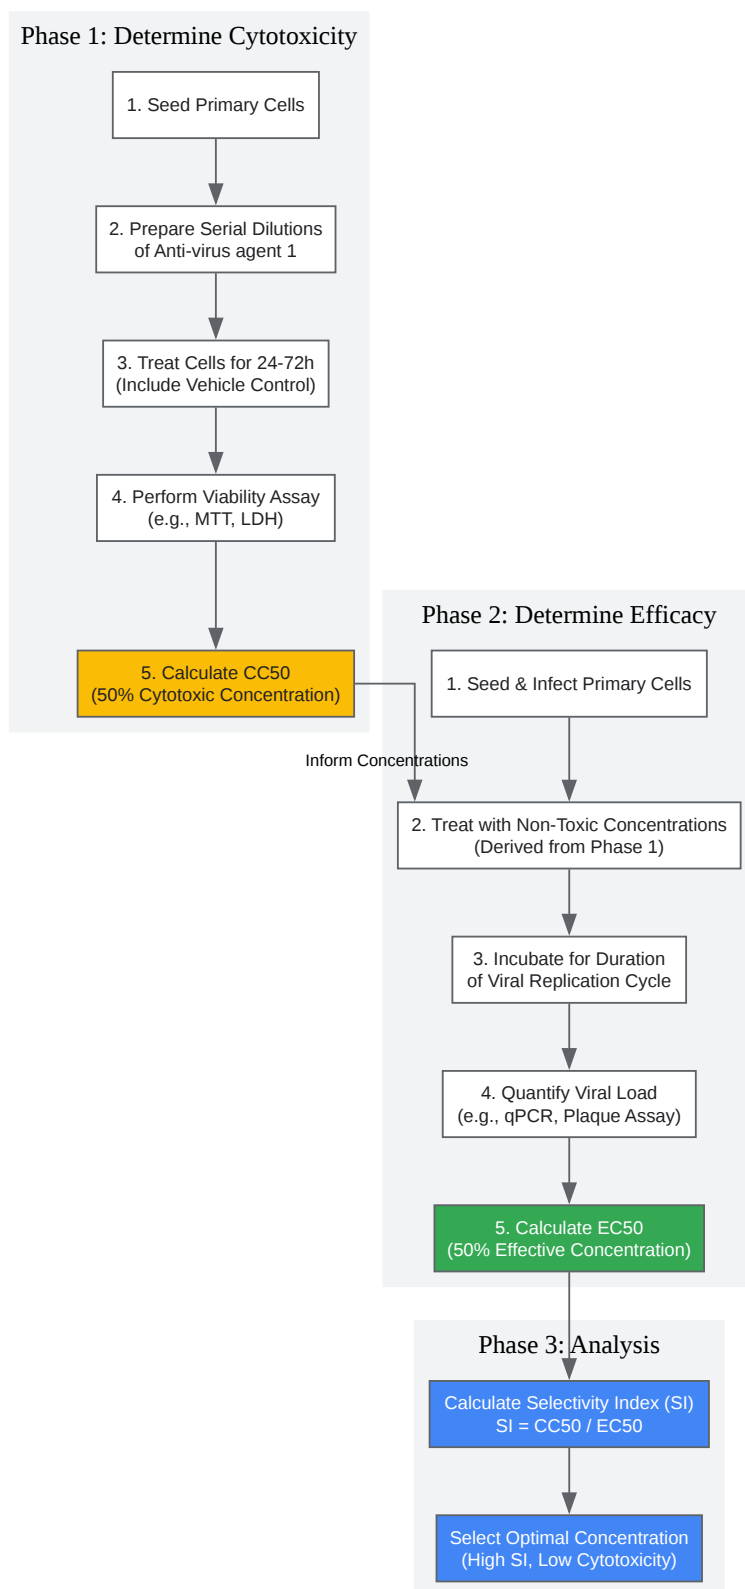 Phase 1: Determine Cytotoxicity
1. Seed Primary Cells
2. Prepare Serial Dilutions
of Anti-virus agent 1
3. Treat Cells for 24-72h
(Include Vehicle Control)
4. Perform Viability Assay
(e.g., MTT, LDH)
5. Calculate CC50
(50% Cytotoxic Concentration)
Inform Concentrations
Phase 2: Determine Efficacy
1. Seed & Infect Primary Cells
2. Treat with Non-Toxic Concentrations
(Derived from Phase 1)
3. Incubate for Duration
of Viral Replication Cycle
4. Quantify Viral Load
(e.g., qPCR, Plaque Assay)
5. Calculate EC50
(50% Effective Concentration)
Phase 3: Analysis
Calculate Selectivity Index (SI)
SI = CC50 / EC50
Select Optimal Concentration
(High SI, Low Cytotoxicity)